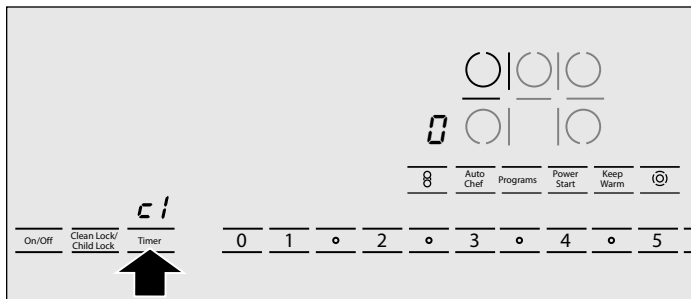 0
Auto Chef Programs Power Start Keep Warm
c1
On/Off Clean Lock/ Child Lock Timer 0 1 2 3 4 5